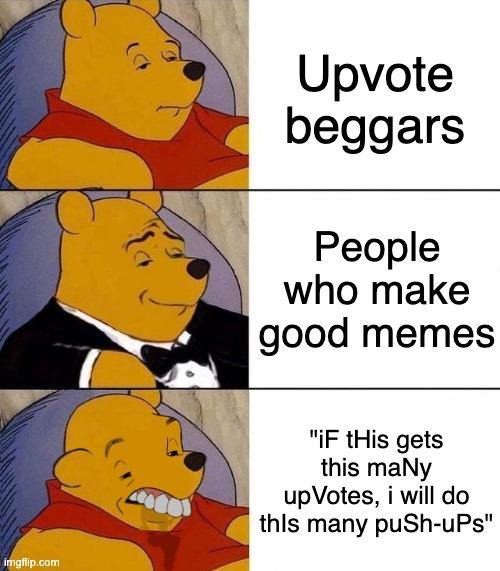 Upvote
beggars
People
who make
good memes
"iF tHis gets
this maNy
upVotes, i will do
thIs many puSh-uPs"
imgflip.com